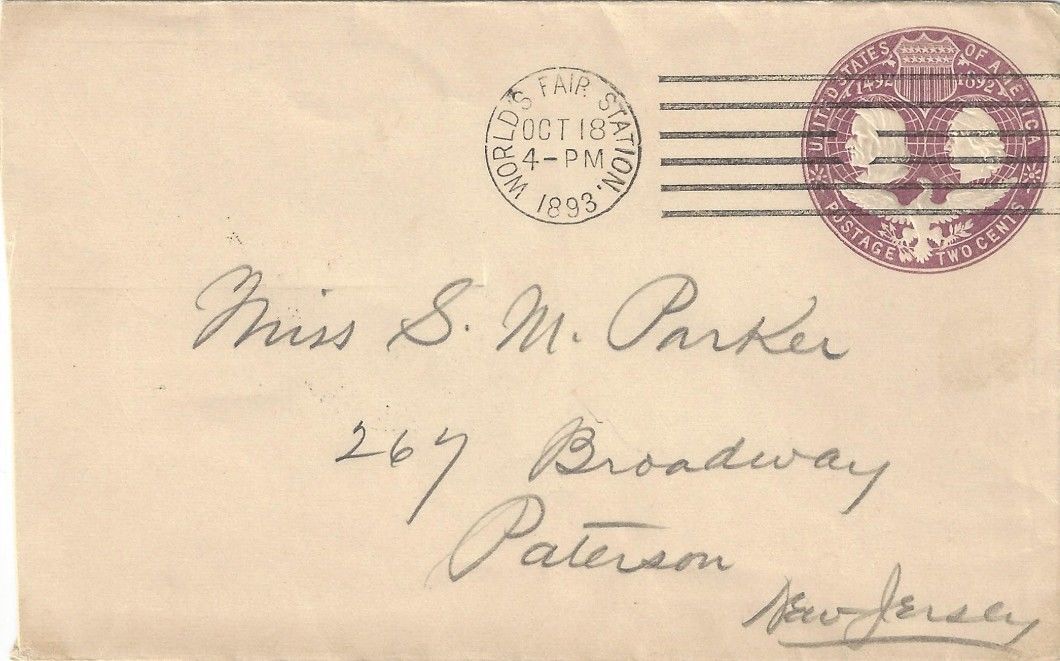 WORLD'S FAIR STATION.
OCT 18
4-PM
1893
UNITED STATES OF AMERICA
1492 1892
POSTAGE TWO CENTS
Miss S. M. Parker
267 Broadway
Paterson
New Jersey